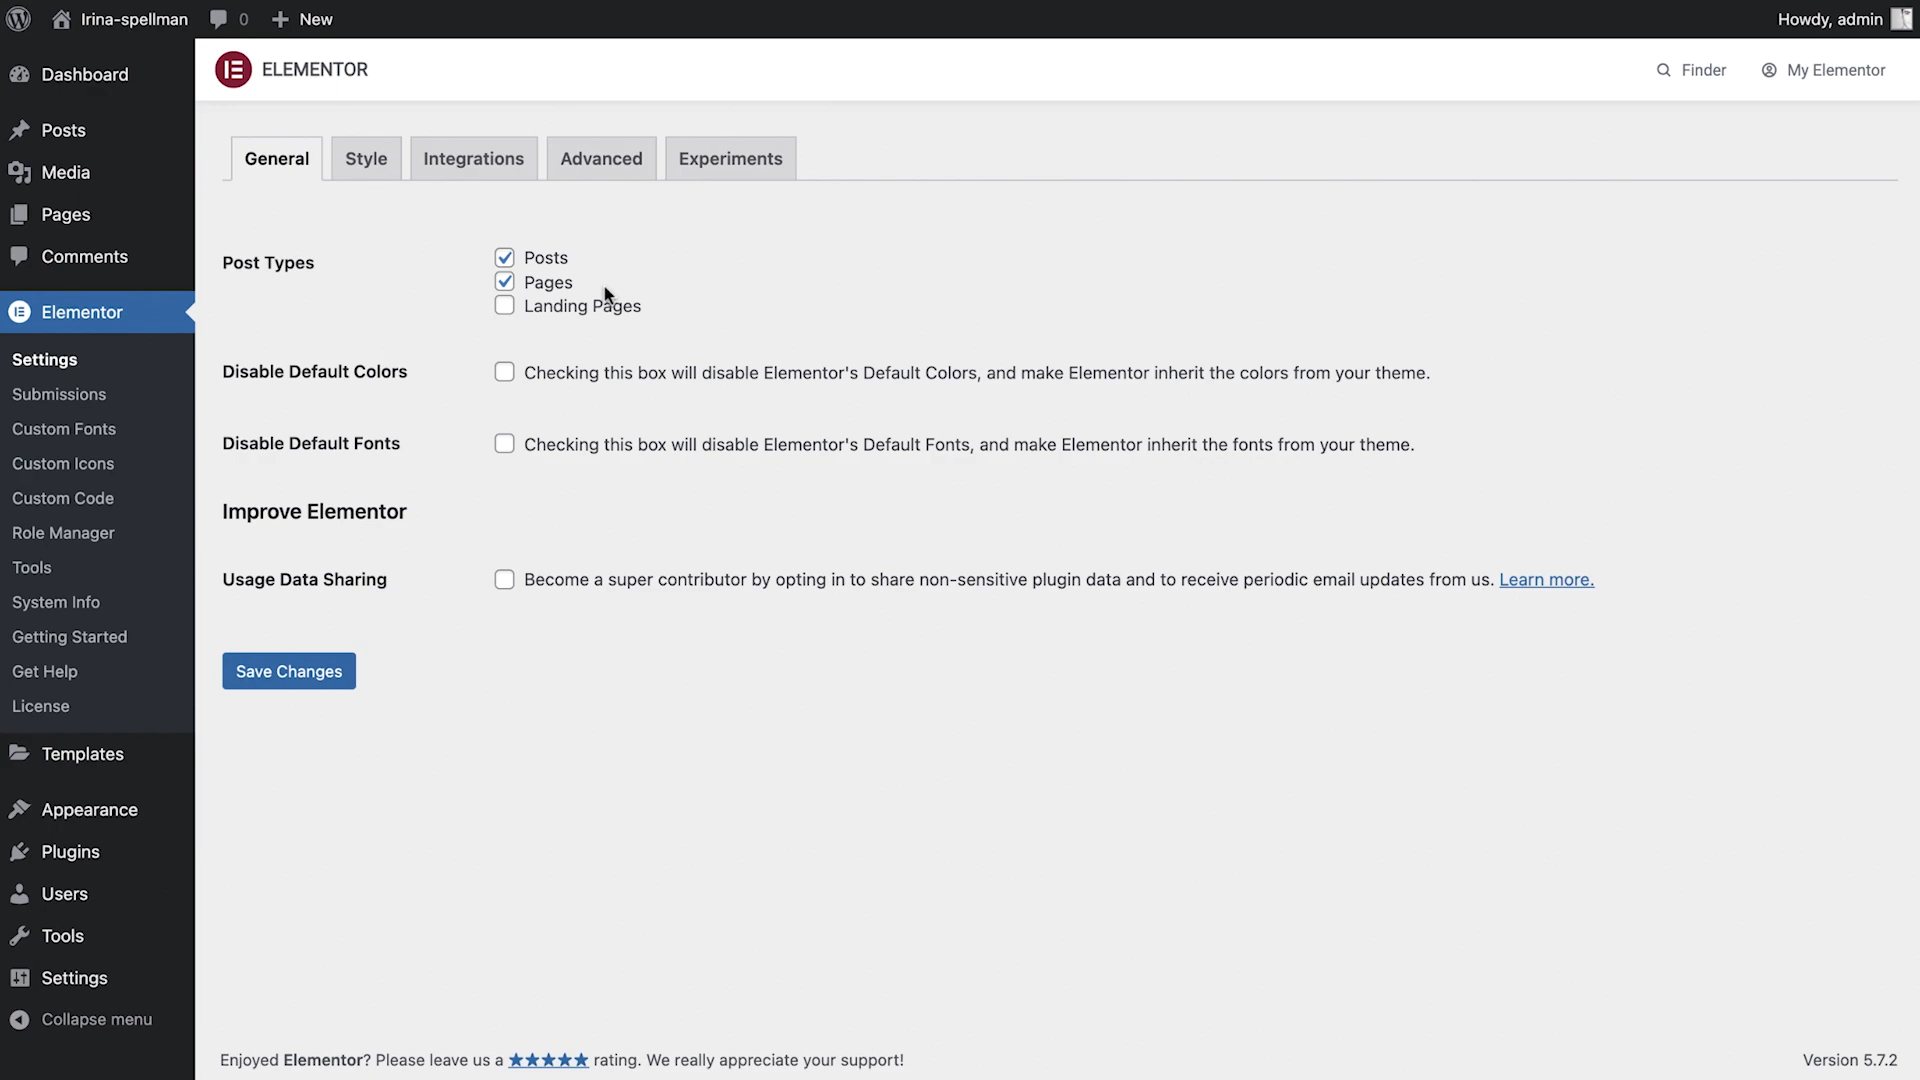 Irina-spellman 0 New Howdy, admin
ELEMENTOR Finder My Elementor
Dashboard
Posts
Media
Pages
Comments
Elementor
Settings
Submissions
Custom Fonts
Custom Icons
Custom Code
Role Manager
Tools
System Info
Getting Started
Get Help
License
Templates
Appearance
Plugins
Users
Tools
Settings
Collapse menu
General Style Integrations Advanced Experiments
Post Types Posts
Pages
Landing Pages
Disable Default Colors Checking this box will disable Elementor's Default Colors, and make Elementor inherit the colors from your theme.
Disable Default Fonts Checking this box will disable Elementor's Default Fonts, and make Elementor inherit the fonts from your theme.
Improve Elementor
Usage Data Sharing Become a super contributor by opting in to share non-sensitive plugin data and to receive periodic email updates from us. Learn more.
Save Changes
Enjoyed Elementor? Please leave us a ★★★★★ rating. We really appreciate your support! Version 5.7.2